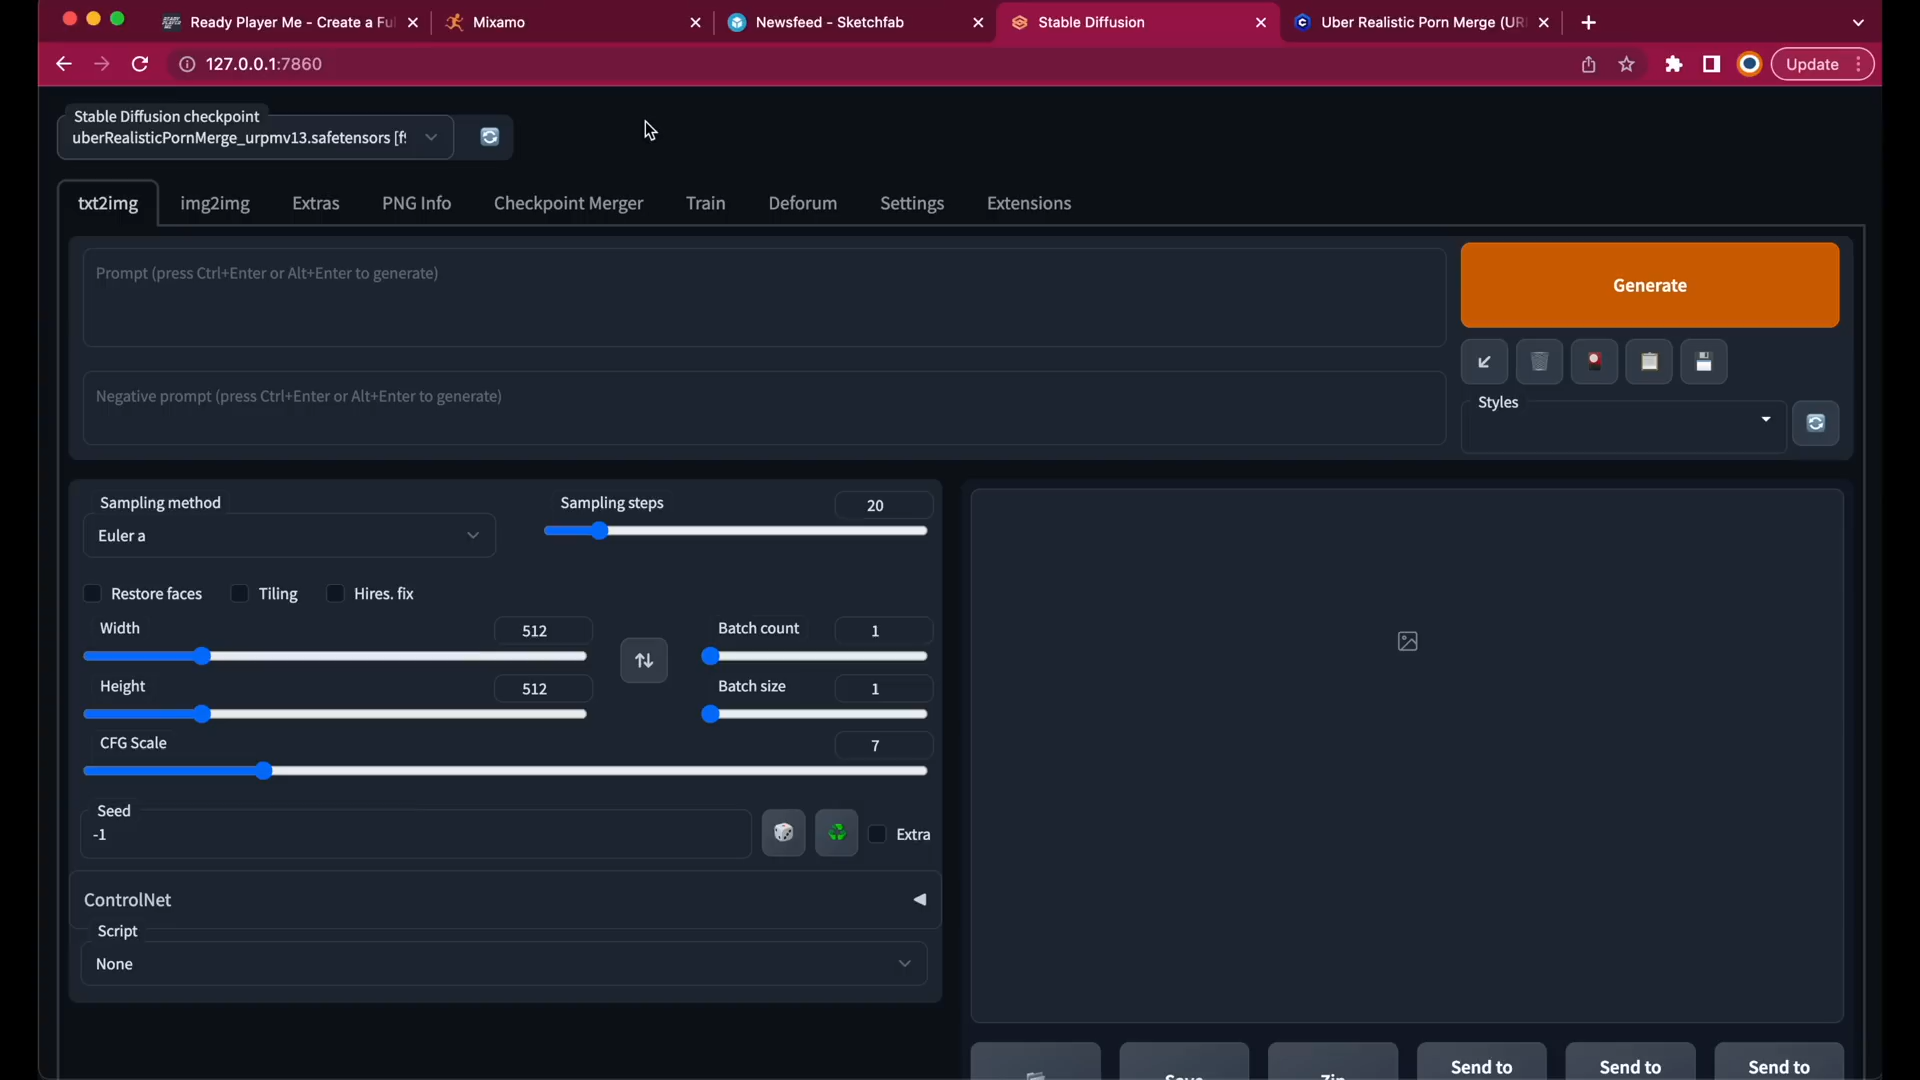 Ready Player Me - Create a Ful
Mixamo
Newsfeed - Sketchfab
Stable Diffusion
Uber Realistic Porn Merge (UR
127.0.0.1:7860
Update
Stable Diffusion checkpoint
uberRealisticPornMerge_urpmv13.safetensors [f
txt2img
img2img
Extras
PNG Info
Checkpoint Merger
Train
Deforum
Settings
Extensions
Prompt (press Ctrl+Enter or Alt+Enter to generate)
Generate
Negative prompt (press Ctrl+Enter or Alt+Enter to generate)
Styles
Sampling method
Euler a
Sampling steps
20
Restore faces
Tiling
Hires. fix
Width
512
Batch count
1
Height
512
Batch size
1
CFG Scale
7
Seed
-1
Extra
ControlNet
Script
None
Save
Zip
Send to
Send to
Send to